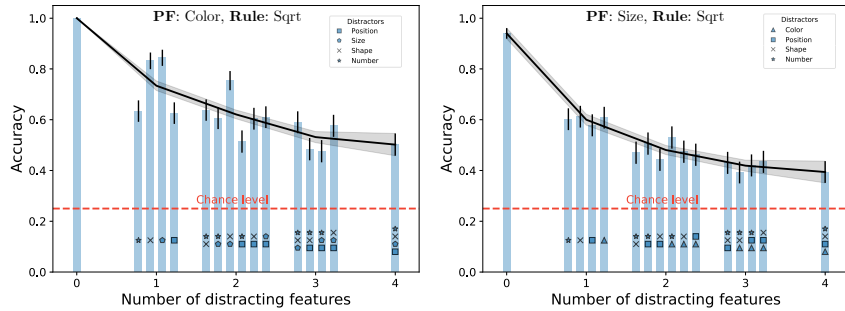 PF: Color, Rule: Sqrt
Distractors
Position
Size
Shape
Number
Accuracy
1.0
0.8
0.6
0.4
0.2
0.0
Chance level
0
1
2
3
4
Number of distracting features
PF: Size, Rule: Sqrt
Distractors
Color
Position
Shape
Number
Accuracy
1.0
0.8
0.6
0.4
0.2
0.0
Chance level
0
1
2
3
4
Number of distracting features